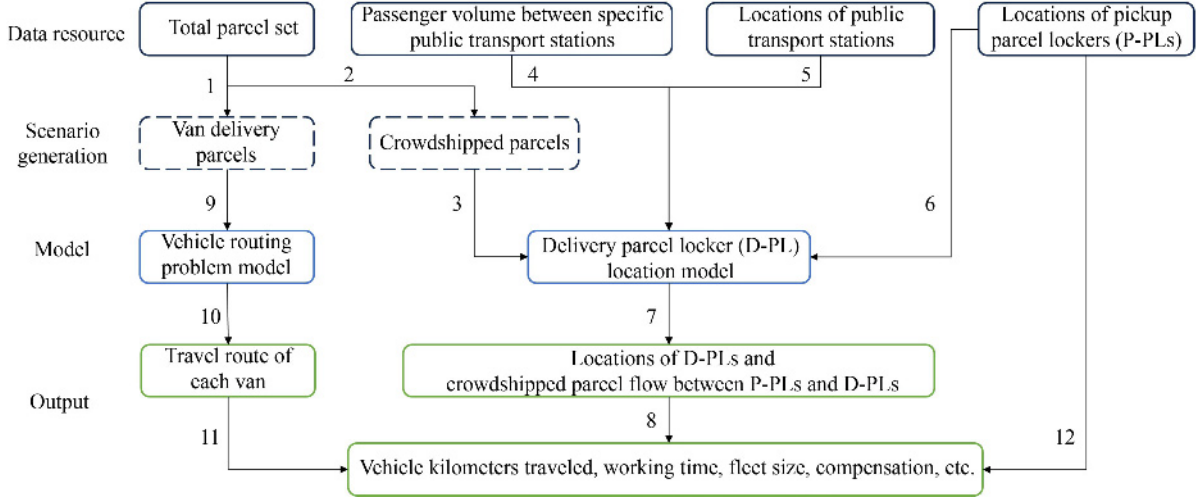 Data resource
Total parcel set
Passenger volume between specific
public transport stations
Locations of public
transport stations
Locations of pickup
parcel lockers (P-PLs)
1
2
4
5
Scenario
generation
Van delivery
parcels
Crowdshipped parcels
9
3
6
Model
Vehicle routing
problem model
Delivery parcel locker (D-PL)
location model
10
7
Output
Travel route of
each van
Locations of D-PLs and
crowdshipped parcel flow between P-PLs and D-PLs
11
8
12
Vehicle kilometers traveled, working time, fleet size, compensation, etc.